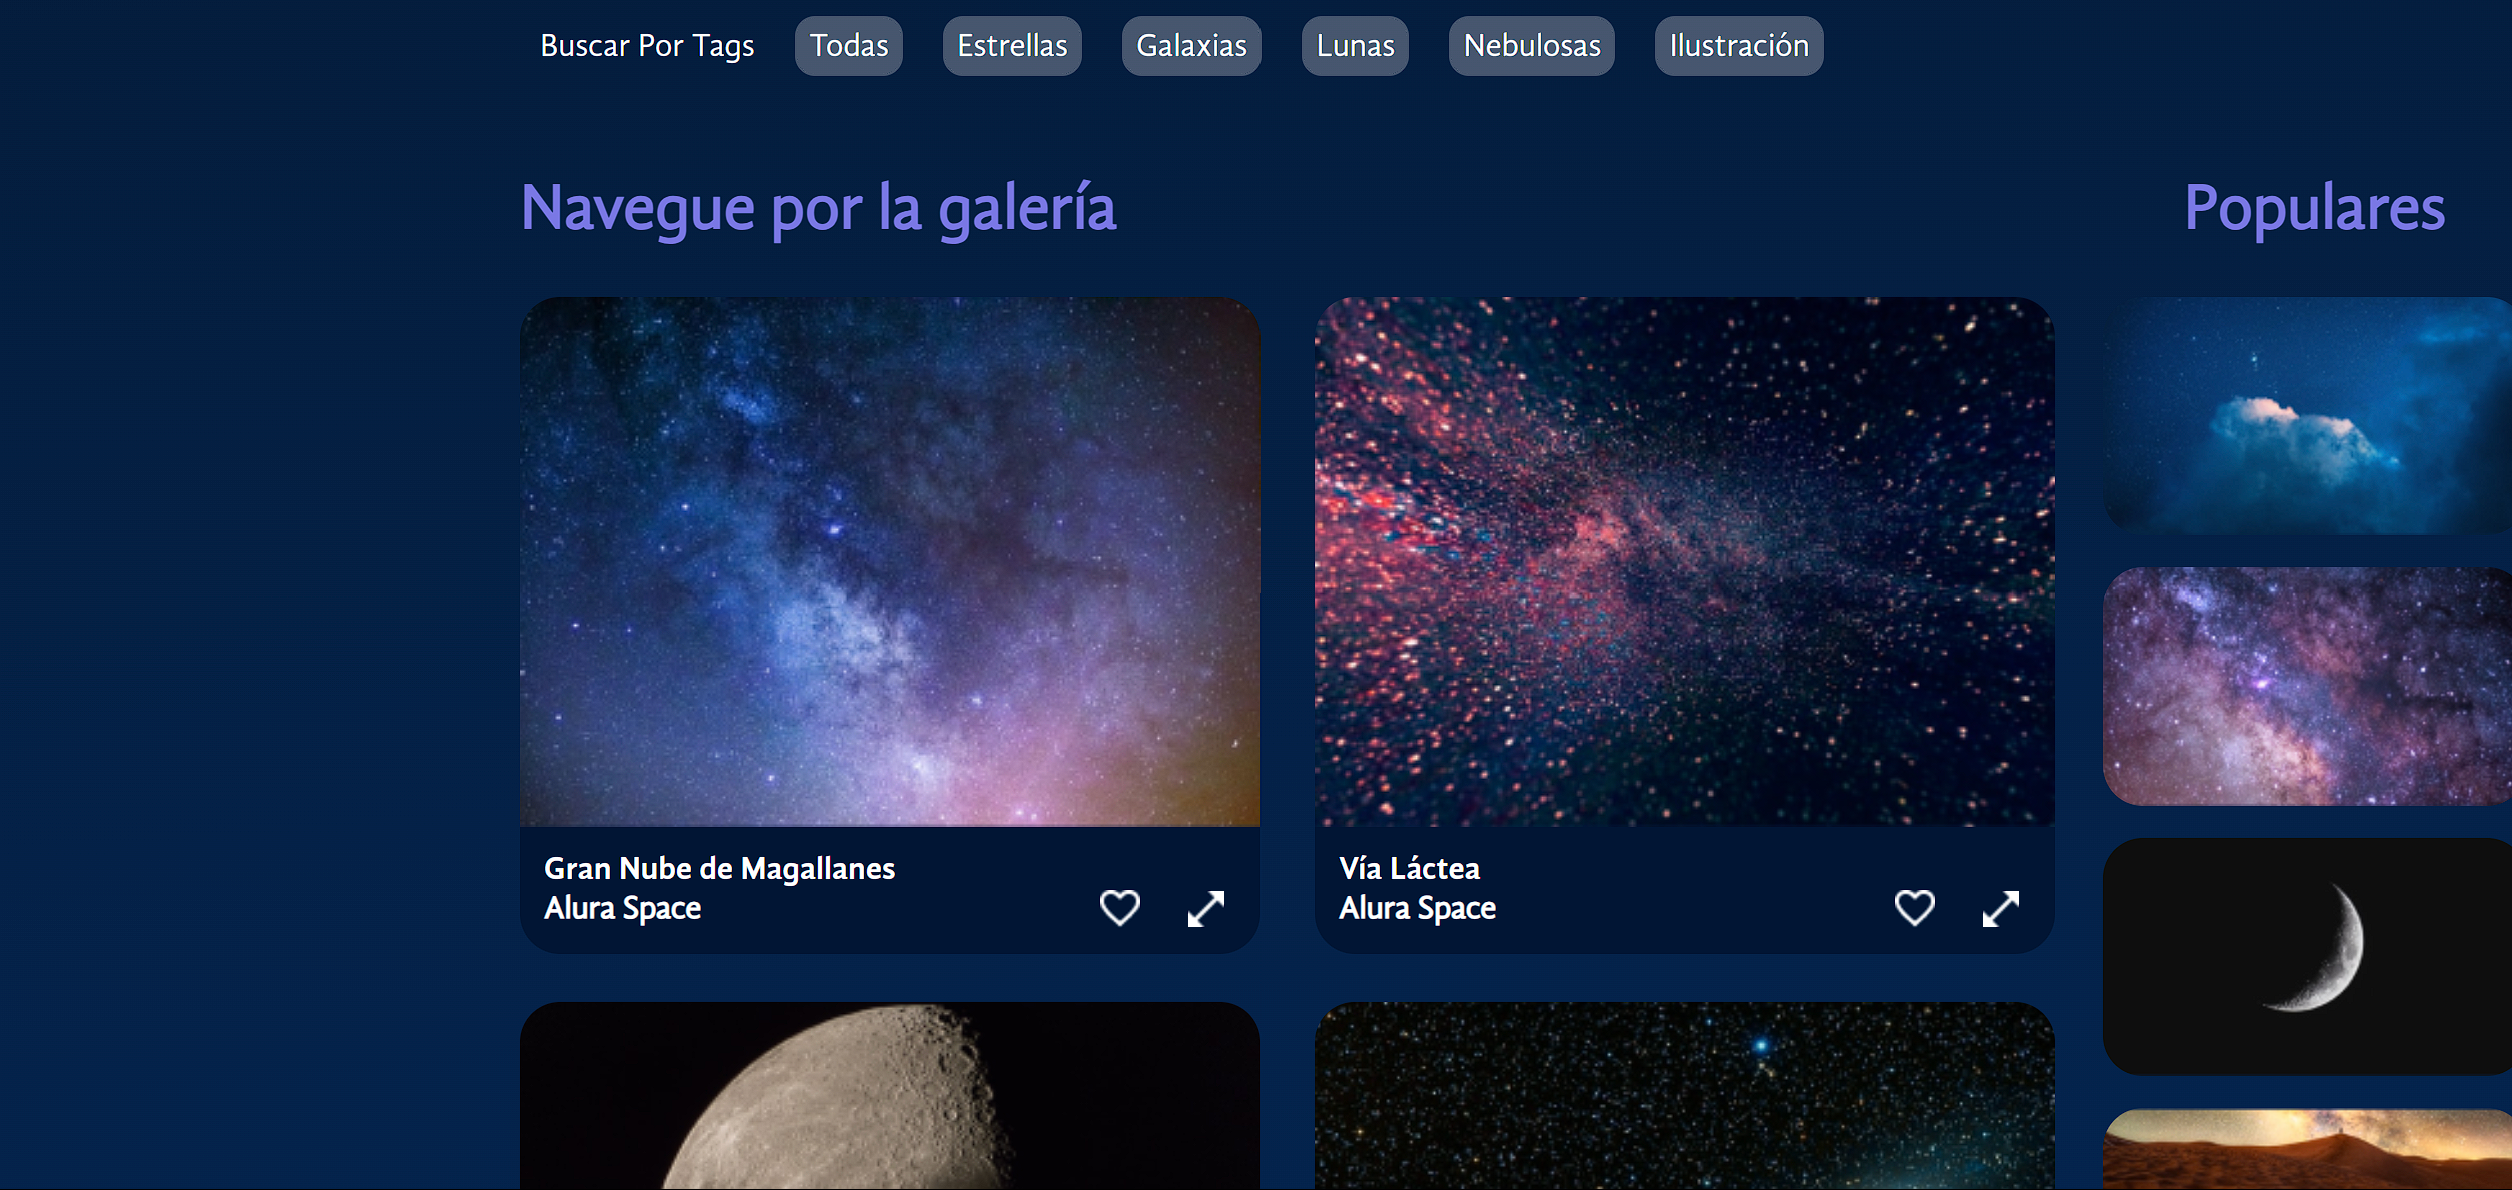 Buscar Por Tags Todas Estrellas Galaxias Lunas Nebulosas Ilustración
Navegue por la galería
Populares
Gran Nube de Magallanes
Alura Space
Vía Láctea
Alura Space